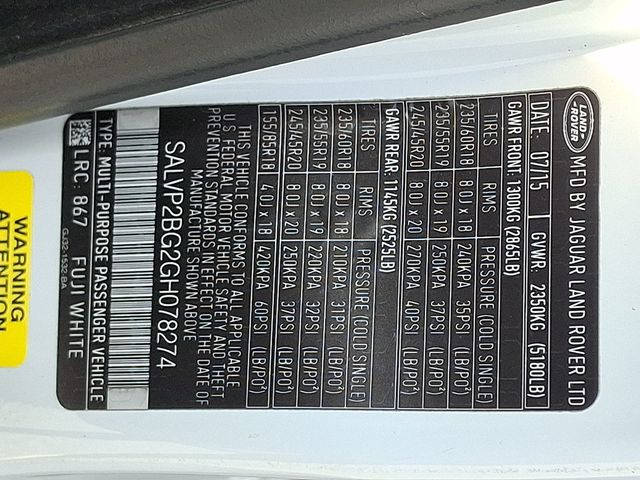 LAND
ROVER
MFD BY JAGUAR LAND ROVER LTD
DATE: 07/15 GVWR: 2350KG (5180LB)
GAWR FRONT: 1300KG (2865LB)
TIRES RIMS PRESSURE (COLD SINGLE)
235/60R18 8.0J x 18 240KPA 35PSI (LB/PO²)
235/55R19 8.0J x 19 250KPA 37PSI (LB/PO²)
245/45R20 8.0J x 20 270KPA 40PSI (LB/PO²)
GAWR REAR: 1145KG (2525LB)
TIRES RIMS PRESSURE (COLD SINGLE)
235/60R18 8.0J x 18 210KPA 31PSI (LB/PO²)
235/55R19 8.0J x 19 220KPA 32PSI (LB/PO²)
245/45R20 8.0J x 20 250KPA 37PSI (LB/PO²)
T155/85R18 4.0J x 18 420KPA 60PSI (LB/PO²)
THIS VEHICLE CONFORMS TO ALL APPLICABLE
U S FEDERAL MOTOR VEHICLE SAFETY AND THEFT
PREVENTION STANDARDS IN EFFECT ON THE DATE OF
MANUFACTURE SHOWN ABOVE
SALVP2BG2GH078274
TYPE: MULTI-PURPOSE PASSENGER VEHICLE
LRC: 867 FUJI WHITE
GJ32-1532-BA
WARNING
ATTENTION